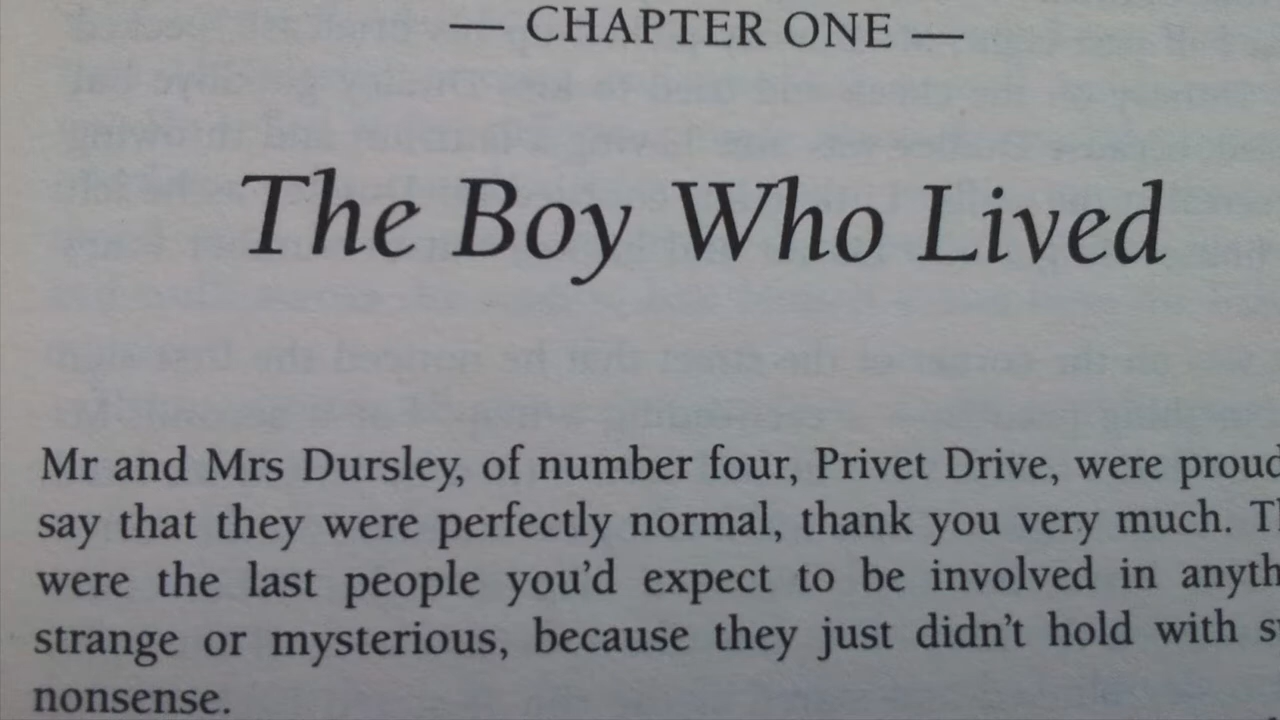 — CHAPTER ONE —
The Boy Who Lived
Mr and Mrs Dursley, of number four, Privet Drive, were proud
say that they were perfectly normal, thank you very much. T
were the last people you'd expect to be involved in anyth
strange or mysterious, because they just didn't hold with s
nonsense.